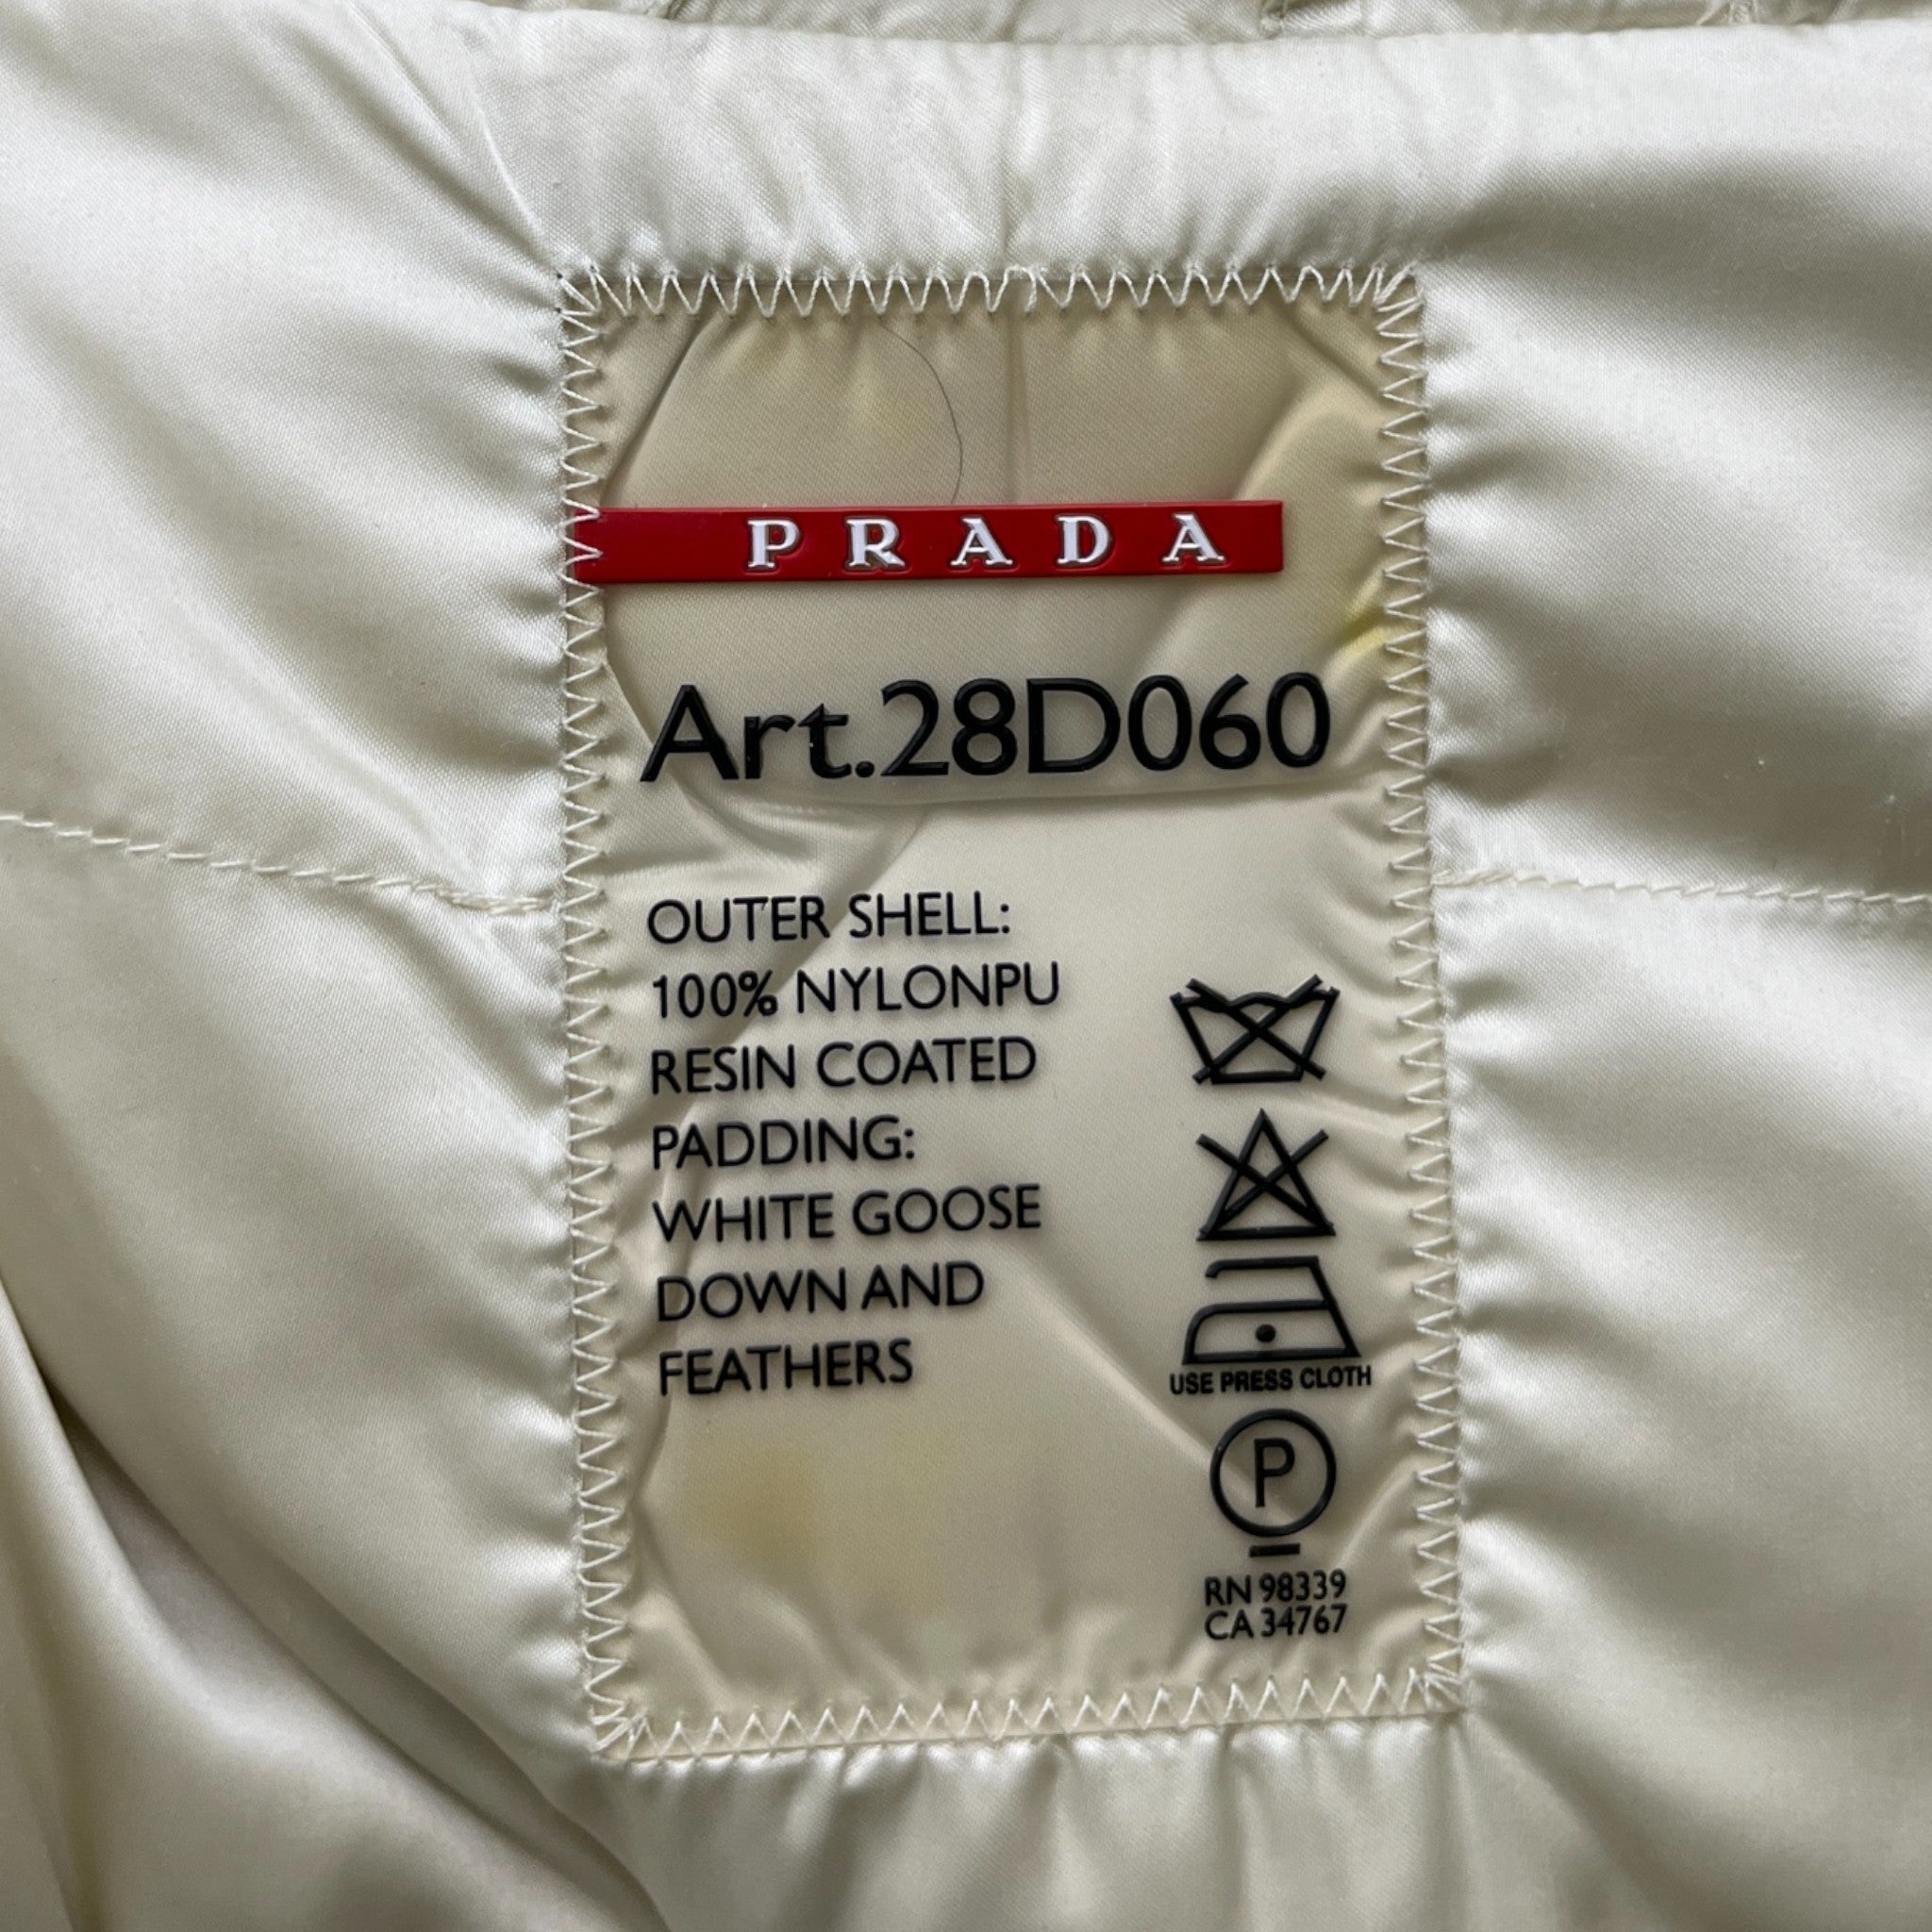 PRADA
Art.28D060
OUTER SHELL:
100% NYLONPU
RESIN COATED
PADDING:
WHITE GOOSE
DOWN AND
FEATHERS
USE PRESS CLOTH
P
RN 98339
CA 34767